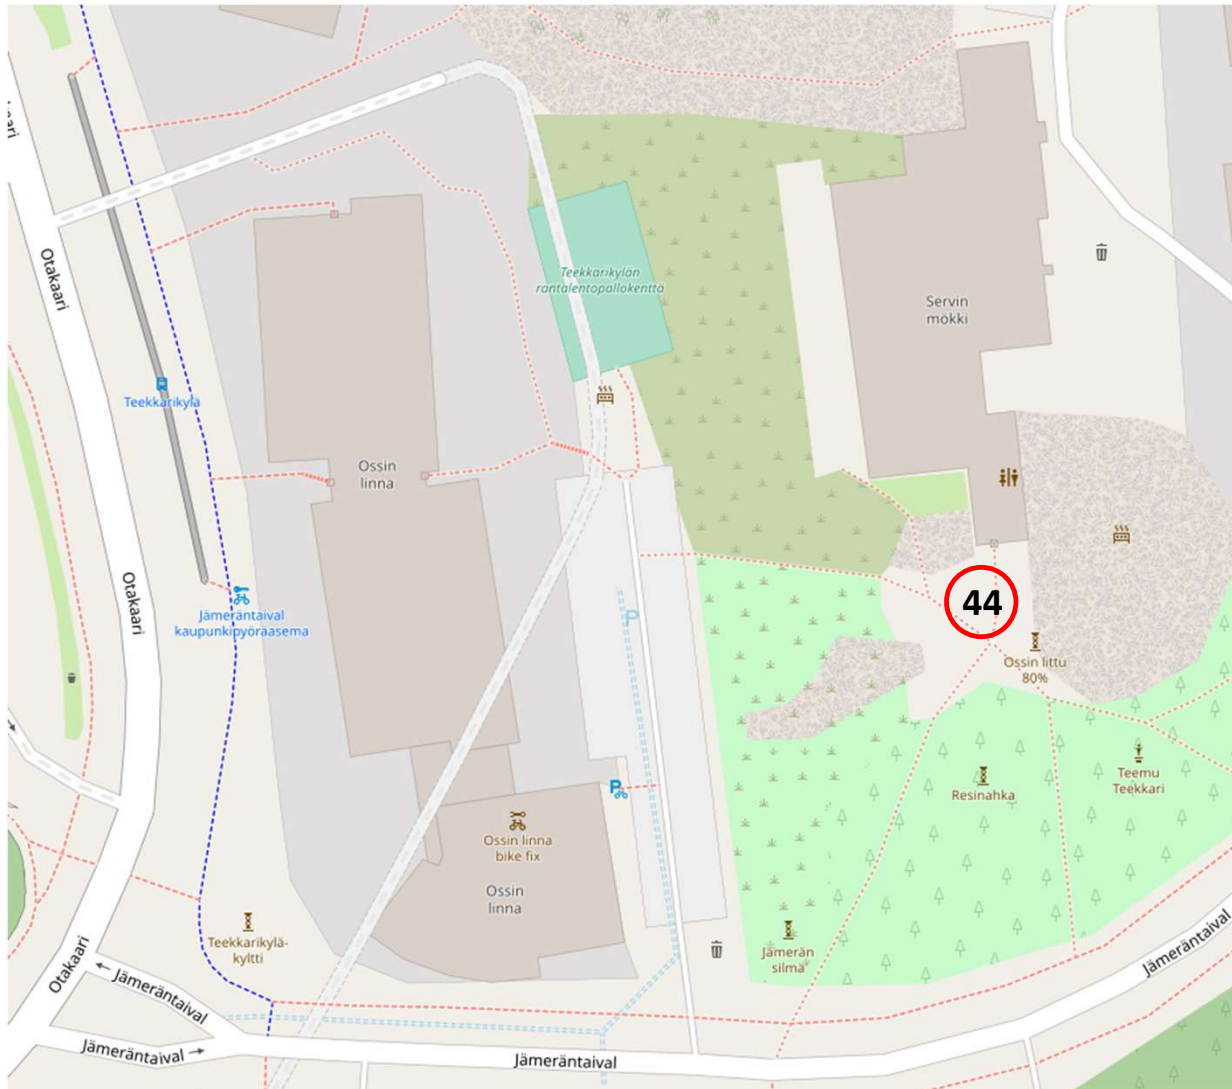 Otakaari
Teekkarikylän
rantalentopallokenttä
Servin
mökki
Teekkarikylä
Ossin
linna
Otakaari
Jämeräntaival
kaupunkipyöräasema
P
44
Ossin littu
80%
Teemu
Teekkari
Resinahka
P
Ossin linna
bike fix
Ossin
linna
Teekkarikylä-
kyltti
Jämerän
silmä
Otakaari
← Jämeräntaival
Jämeräntaival →
Jämeräntaival
Jämeräntaival